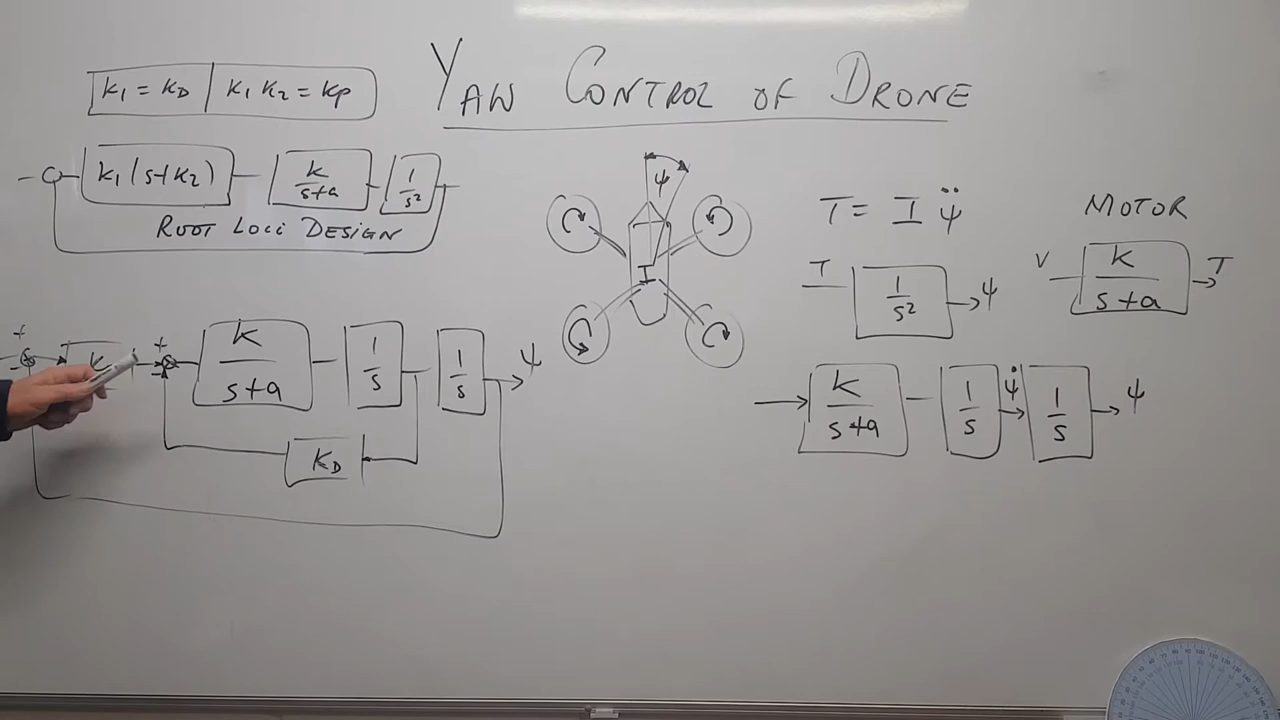 YAW CONTROL OF DRONE
K1 = KD | K1 K2 = KP
K1 (s+K2)
K
s+a
1
s²
ROOT LOCI DESIGN
ψ
I
T = I ψ̈
T
1
s²
ψ
MOTOR
V
K
s+a
T
+
-
K
+
-
K
s+a
1
s
1
s
ψ
KD
K
s+a
1
s
ψ̇
1
s
ψ